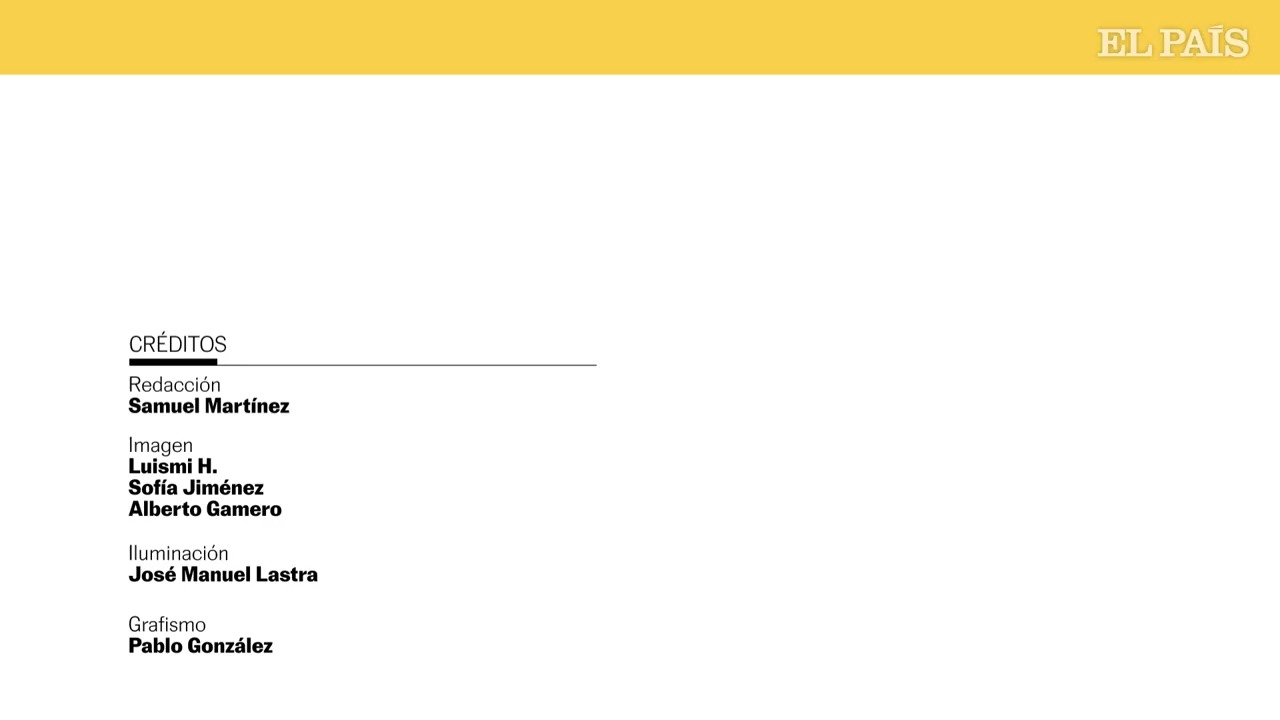 EL PAÍS
CRÉDITOS
Redacción
Samuel Martínez
Imagen
Luismi H.
Sofía Jiménez
Alberto Gamero
Iluminación
José Manuel Lastra
Grafismo
Pablo González